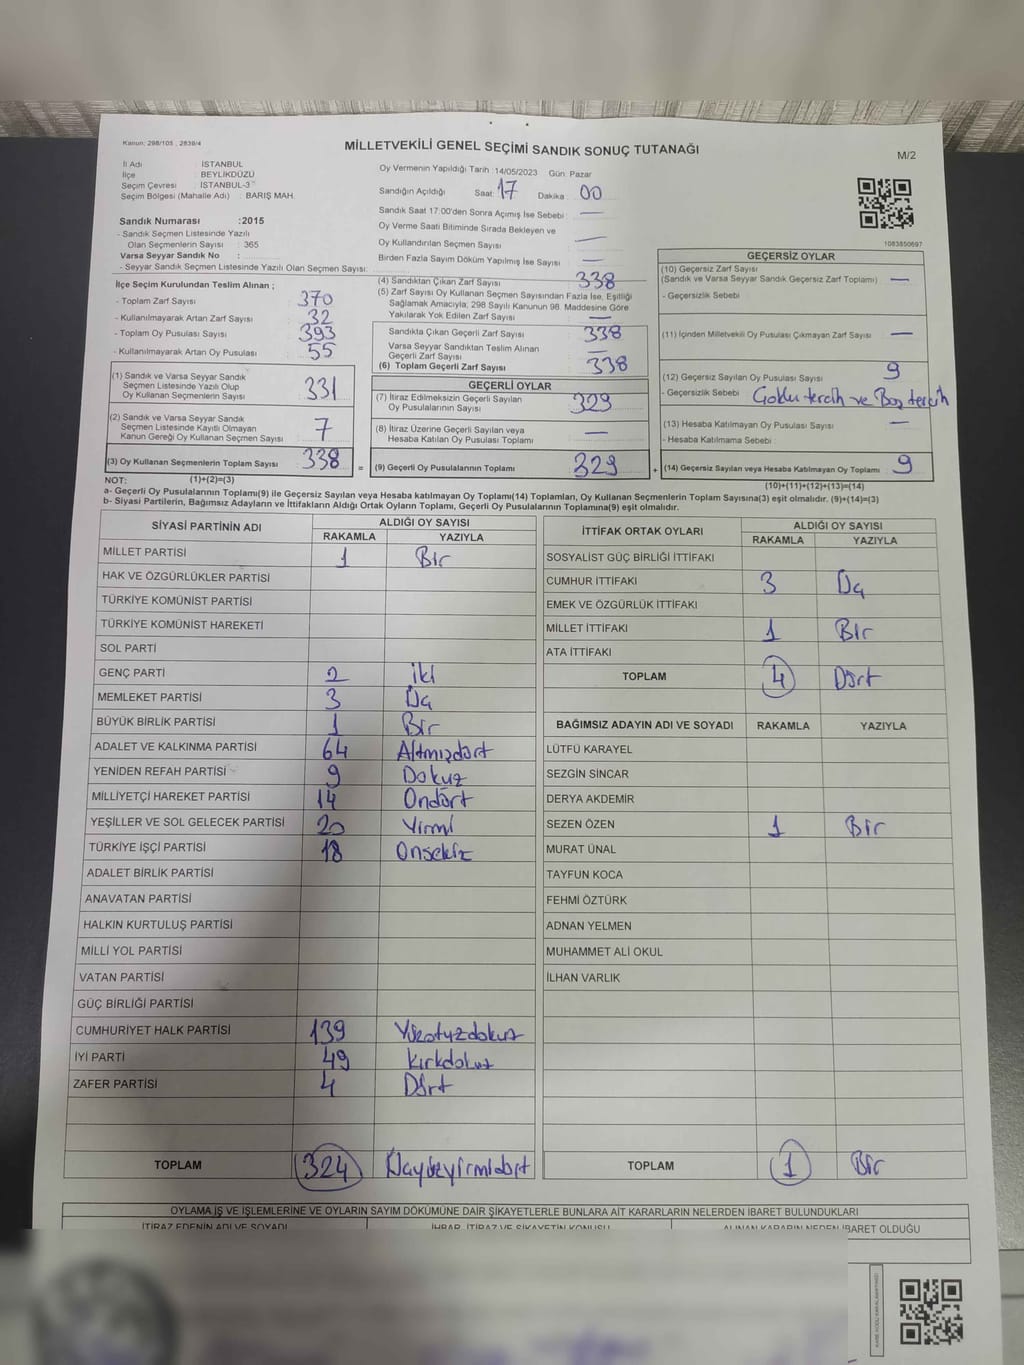 Kanun: 298/105 , 2839/4
MİLLETVEKİLİ GENEL SEÇİMİ SANDIK SONUÇ TUTANAĞI
M/2
İl Adı : İSTANBUL
İlçe : BEYLİKDÜZÜ
Seçim Çevresi : İSTANBUL-3
Seçim Bölgesi (Mahalle Adı) : BARIŞ MAH.
Sandık Numarası :2015
- Sandık Seçmen Listesinde Yazılı
Olan Seçmenlerin Sayısı : 365
Varsa Seyyar Sandık No :
- Seyyar Sandık Seçmen Listesinde Yazılı Olan Seçmen Sayısı:
Oy Vermenin Yapıldığı Tarih :14/05/2023 Gün: Pazar
Sandığın Açıldığı Saat: 17 Dakika : 00
Sandık Saat 17:00'den Sonra Açılmış İse Sebebi : —
Oy Verme Saati Bitiminde Sırada Bekleyen ve
Oy Kullandırılan Seçmen Sayısı : —
Birden Fazla Sayım Döküm Yapılmış İse Sayısı : —
1083850697
İlçe Seçim Kurulundan Teslim Alınan ;
- Toplam Zarf Sayısı : 370
- Kullanılmayarak Artan Zarf Sayısı : 32
- Toplam Oy Pusulası Sayısı : 393
- Kullanılmayarak Artan Oy Pusulası : 55
(1) Sandık ve Varsa Seyyar Sandık
Seçmen Listesinde Yazılı Olup
Oy Kullanan Seçmenlerin Sayısı : 331
(2) Sandık ve Varsa Seyyar Sandık
Seçmen Listesinde Kayıtlı Olmayan
Kanun Gereği Oy Kullanan Seçmen Sayısı : 7
(3) Oy Kullanan Seçmenlerin Toplam Sayısı : 338
(1)+(2)=(3)
(4) Sandıktan Çıkan Zarf Sayısı : 338
(5) Zarf Sayısı Oy Kullanan Seçmen Sayısından Fazla İse, Eşitliği
Sağlamak Amacıyla, 298 Sayılı Kanunun 98. Maddesine Göre
Yakılarak Yok Edilen Zarf Sayısı : —
Sandıkla Çıkan Geçerli Zarf Sayısı : 338
Varsa Seyyar Sandıktan Teslim Alınan
Geçerli Zarf Sayısı : —
(6) Toplam Geçerli Zarf Sayısı : 338
GEÇERLİ OYLAR
(7) İtiraz Edilmeksizin Geçerli Sayılan
Oy Pusulalarının Sayısı : 329
(8) İtiraz Üzerine Geçerli Sayılan veya
Hesaba Katılan Oy Pusulası Toplamı : —
= (9) Geçerli Oy Pusulalarının Toplamı : 329
GEÇERSİZ OYLAR
(10) Geçersiz Zarf Sayısı
(Sandık ve Varsa Seyyar Sandık Geçersiz Zarf Toplamı) : —
- Geçersizlik Sebebi :
(11) İçinden Milletvekili Oy Pusulası Çıkmayan Zarf Sayısı : —
(12) Geçersiz Sayılan Oy Pusulası Sayısı : 9
- Geçersizlik Sebebi : Çoklu tercih ve Boş tercih
(13) Hesaba Katılmayan Oy Pusulası Sayısı : —
- Hesaba Katılmama Sebebi :
+ (14) Geçersiz Sayılan veya Hesaba Katılmayan Oy Toplamı : 9
(10)+(11)+(12)+(13)=(14)
NOT:
a- Geçerli Oy Pusulalarının Toplamı(9) ile Geçersiz Sayılan veya Hesaba katılmayan Oy Toplamı(14) Toplamları, Oy Kullanan Seçmenlerin Toplam Sayısına(3) eşit olmalıdır. (9)+(14)=(3)
b- Siyasi Partilerin, Bağımsız Adayların ve İttifakların Aldığı Ortak Oyların Toplamı, Geçerli Oy Pusulalarının Toplamına(9) eşit olmalıdır.
SİYASİ PARTİNİN ADI ALDIĞI OY SAYISI
RAKAMLA YAZIYLA
MİLLET PARTİSİ 1 Bir
HAK VE ÖZGÜRLÜKLER PARTİSİ
TÜRKİYE KOMÜNİST PARTİSİ
TÜRKİYE KOMÜNİST HAREKETİ
SOL PARTİ
GENÇ PARTİ 2 iki
MEMLEKET PARTİSİ 3 Üç
BÜYÜK BİRLİK PARTİSİ 1 Bir
ADALET VE KALKINMA PARTİSİ 64 Altmışdört
YENİDEN REFAH PARTİSİ 9 Dokuz
MİLLİYETÇİ HAREKET PARTİSİ 14 Ondört
YEŞİLLER VE SOL GELECEK PARTİSİ 20 Yirmi
TÜRKİYE İŞÇİ PARTİSİ 18 Onsekiz
ADALET BİRLİK PARTİSİ
ANAVATAN PARTİSİ
HALKIN KURTULUŞ PARTİSİ
MİLLİ YOL PARTİSİ
VATAN PARTİSİ
GÜÇ BİRLİĞİ PARTİSİ
CUMHURİYET HALK PARTİSİ 139 Yüzotuzdokuz
İYİ PARTİ 49 Kırkdokuz
ZAFER PARTİSİ 4 Dört
TOPLAM 324 Üçyüzyirmidört
İTTİFAK ORTAK OYLARI ALDIĞI OY SAYISI
RAKAMLA YAZIYLA
SOSYALİST GÜÇ BİRLİĞİ İTTİFAKI
CUMHUR İTTİFAKI 3 Üç
EMEK VE ÖZGÜRLÜK İTTİFAKI
MİLLET İTTİFAKI 1 Bir
ATA İTTİFAKI
TOPLAM 4 Dört
BAĞIMSIZ ADAYIN ADI VE SOYADI RAKAMLA YAZIYLA
LÜTFÜ KARAYEL
SEZGİN SİNCAR
DERYA AKDEMİR
SEZEN ÖZEN 1 Bir
MURAT ÜNAL
TAYFUN KOCA
FEHMİ ÖZTÜRK
ADNAN YELMEN
MUHAMMET ALİ OKUL
İLHAN VARLIK
TOPLAM 1 Bir
OYLAMA İŞ VE İŞLEMLERİNE VE OYLARIN SAYIM DÖKÜMÜNE DAİR ŞİKAYETLERLE BUNLARA AİT KARARLARIN NELERDEN İBARET BULUNDUKLARI
İTİRAZ EDENİN ADI VE SOYADI İHBAR, İTİRAZ VE ŞİKAYETİN KONUSU ALINAN KARARIN NEDEN İBARET OLDUĞU